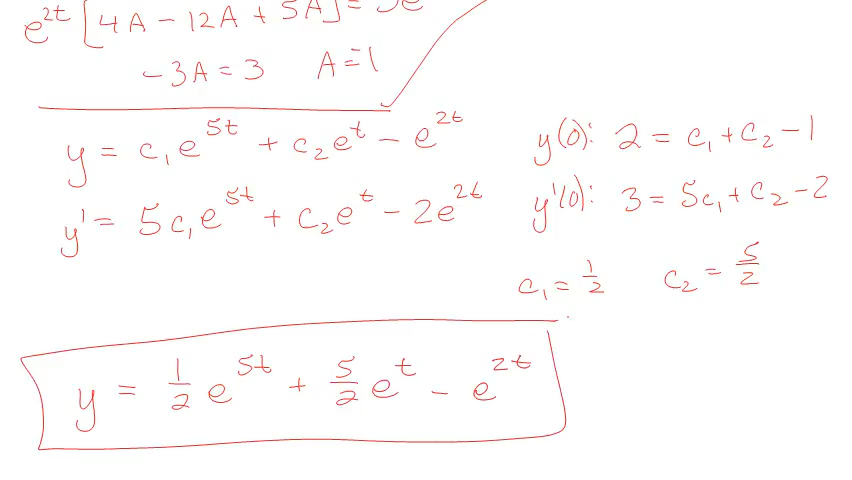 e^{2t} [4A - 12A + 5A] = 3e
-3A = 3 A = 1
y = c₁e^{5t} + c₂e^{t} - e^{2t}
y(0): 2 = c₁ + c₂ - 1
y' = 5c₁e^{5t} + c₂e^{t} - 2e^{2t}
y'(0): 3 = 5c₁ + c₂ - 2
c₁ = 1/2 c₂ = 5/2
y = 1/2 e^{5t} + 5/2 e^{t} - e^{2t}